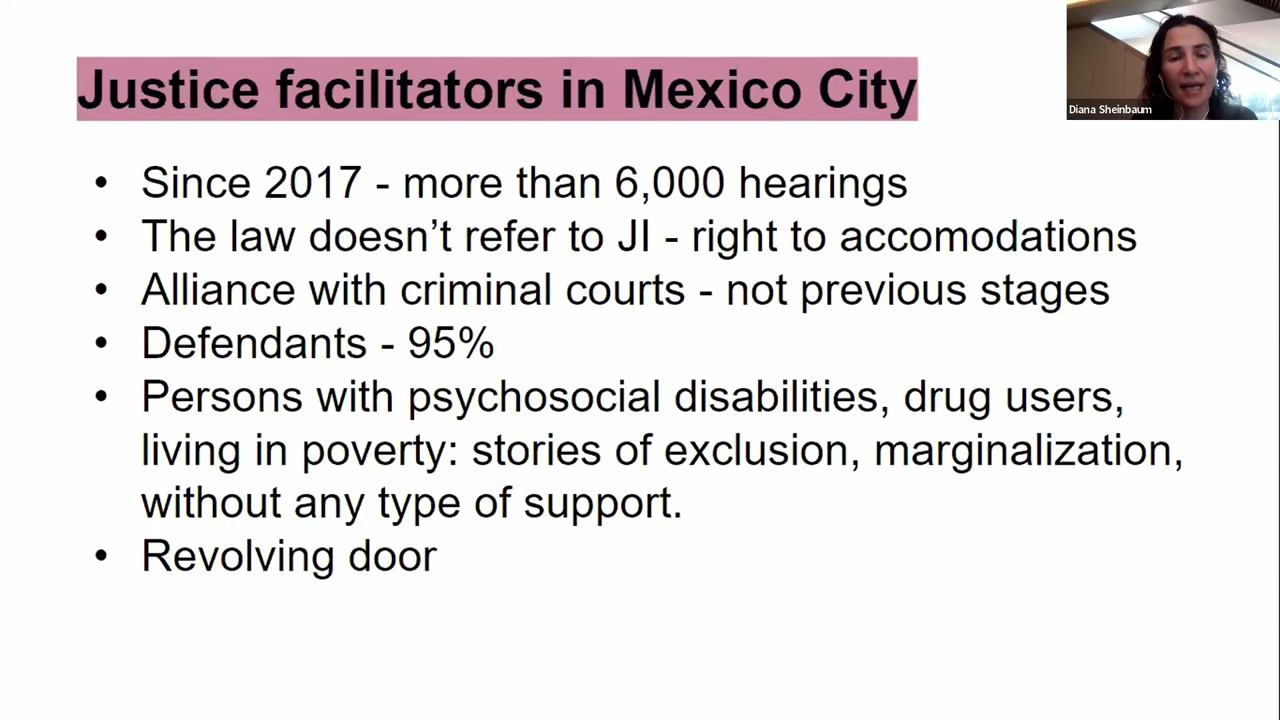 Justice facilitators in Mexico City
Diana Sheinbaum
• Since 2017 - more than 6,000 hearings
• The law doesn’t refer to JI - right to accomodations
• Alliance with criminal courts - not previous stages
• Defendants - 95%
• Persons with psychosocial disabilities, drug users,
living in poverty: stories of exclusion, marginalization,
without any type of support.
• Revolving door